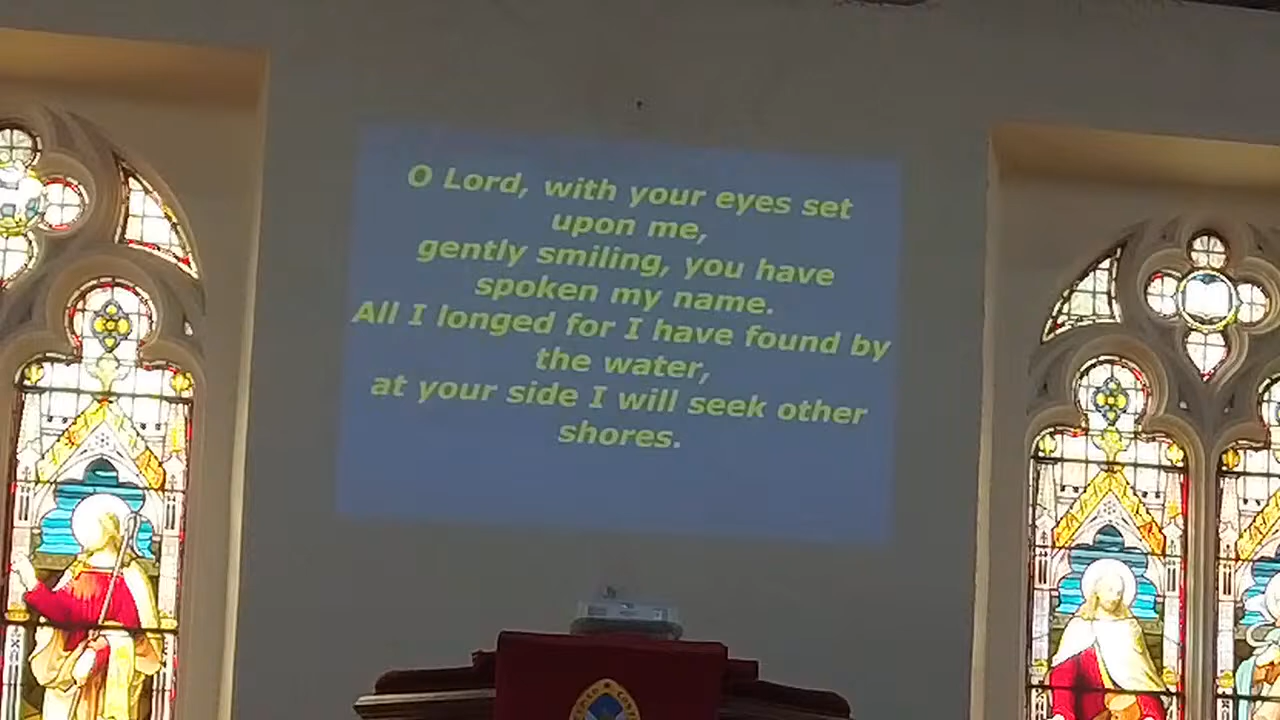 O Lord, with your eyes set
upon me,
gently smiling, you have
spoken my name.
All I longed for I have found by
the water,
at your side I will seek other
shores.